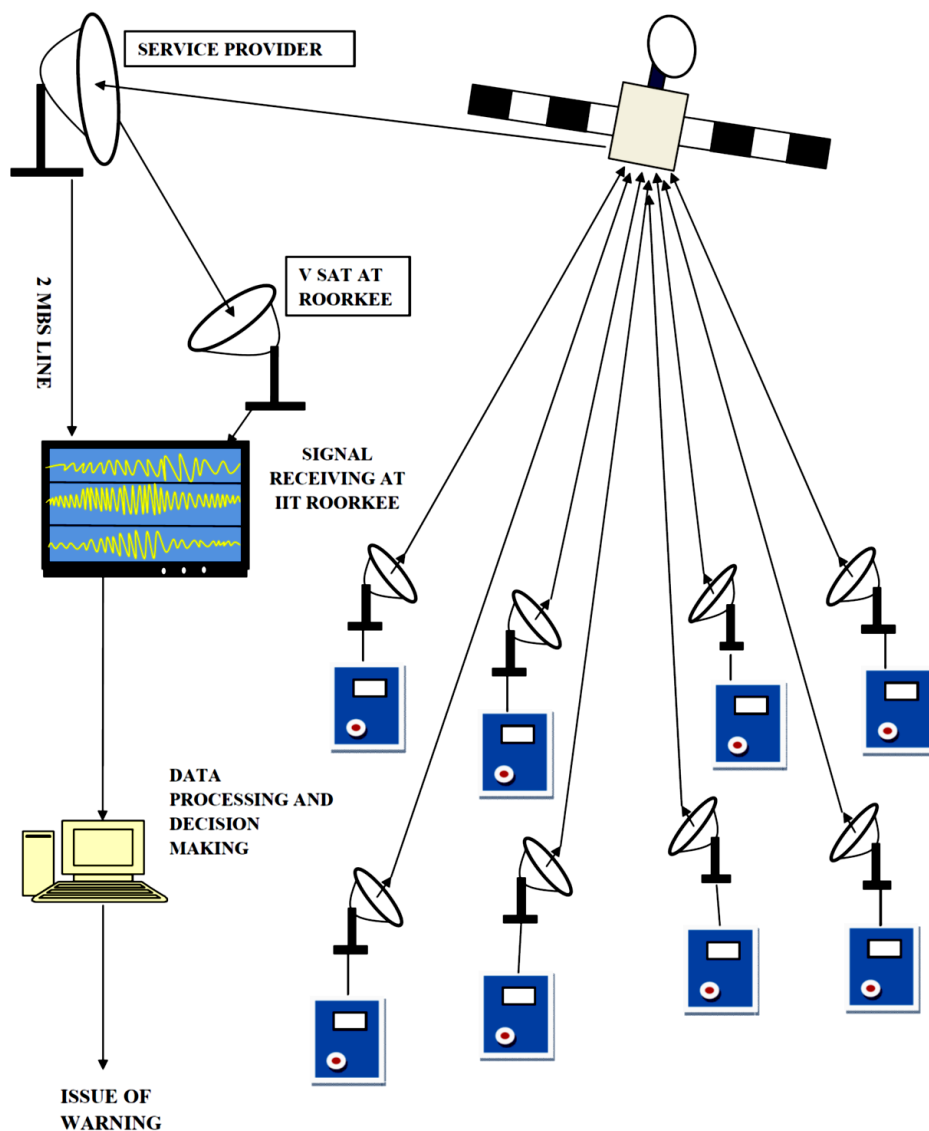 SERVICE PROVIDER
V SAT AT
ROORKEE
2 MBS LINE
SIGNAL
RECEIVING AT
IIT ROORKEE
DATA
PROCESSING AND
DECISION
MAKING
ISSUE OF
WARNING